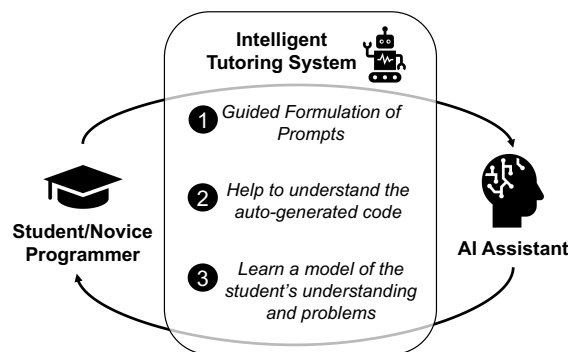 Intelligent
Tutoring System
1 Guided Formulation of
Prompts
2 Help to understand the
auto-generated code
3 Learn a model of the
student's understanding
and problems
Student/Novice
Programmer
AI Assistant